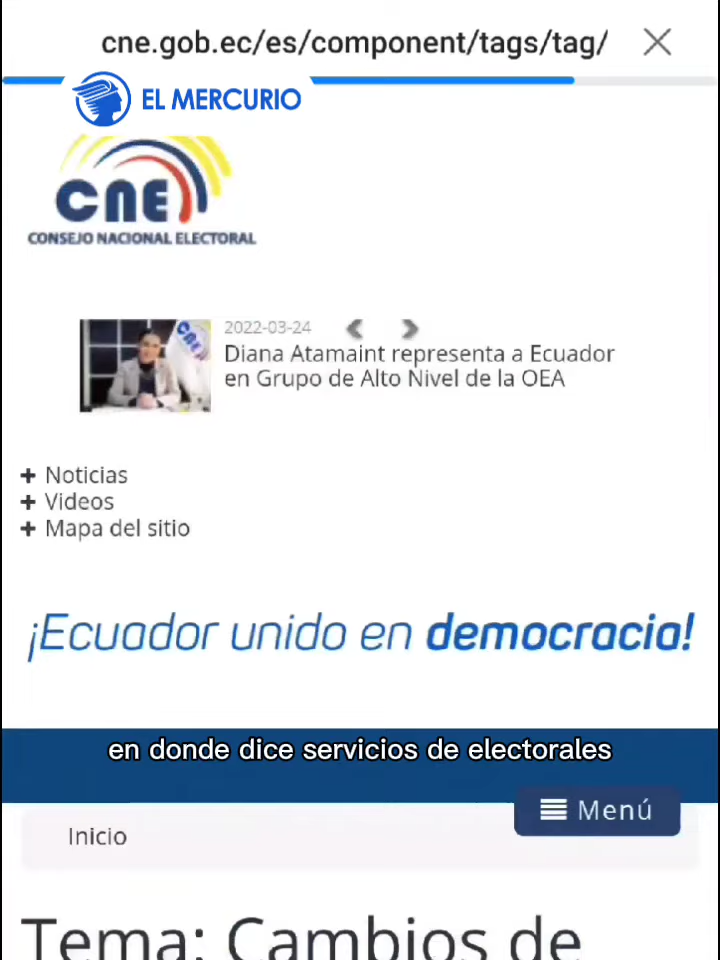 cne.gob.ec/es/component/tags/tag/
EL MERCURIO
CNE
CONSEJO NACIONAL ELECTORAL
2022-03-24
Diana Atamaint representa a Ecuador
en Grupo de Alto Nivel de la OEA
CNE
+ Noticias
+ Videos
+ Mapa del sitio
¡Ecuador unido en democracia!
en donde dice servicios de electorales
Menú
Inicio
Tema: Cambios de